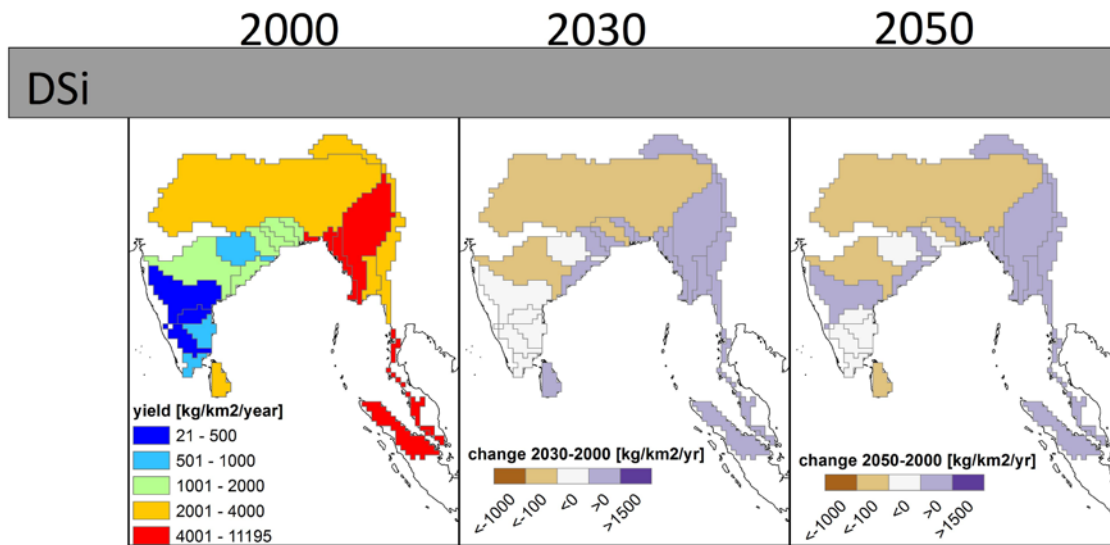 2000 2030 2050
DSi
yield [kg/km2/year]
21 - 500
501 - 1000
1001 - 2000
2001 - 4000
4001 - 11195
change 2030-2000 [kg/km2/yr]
<-1000 <-100 <0 >0 >1500
change 2050-2000 [kg/km2/yr]
<-1000 <-100 <0 >0 >1500